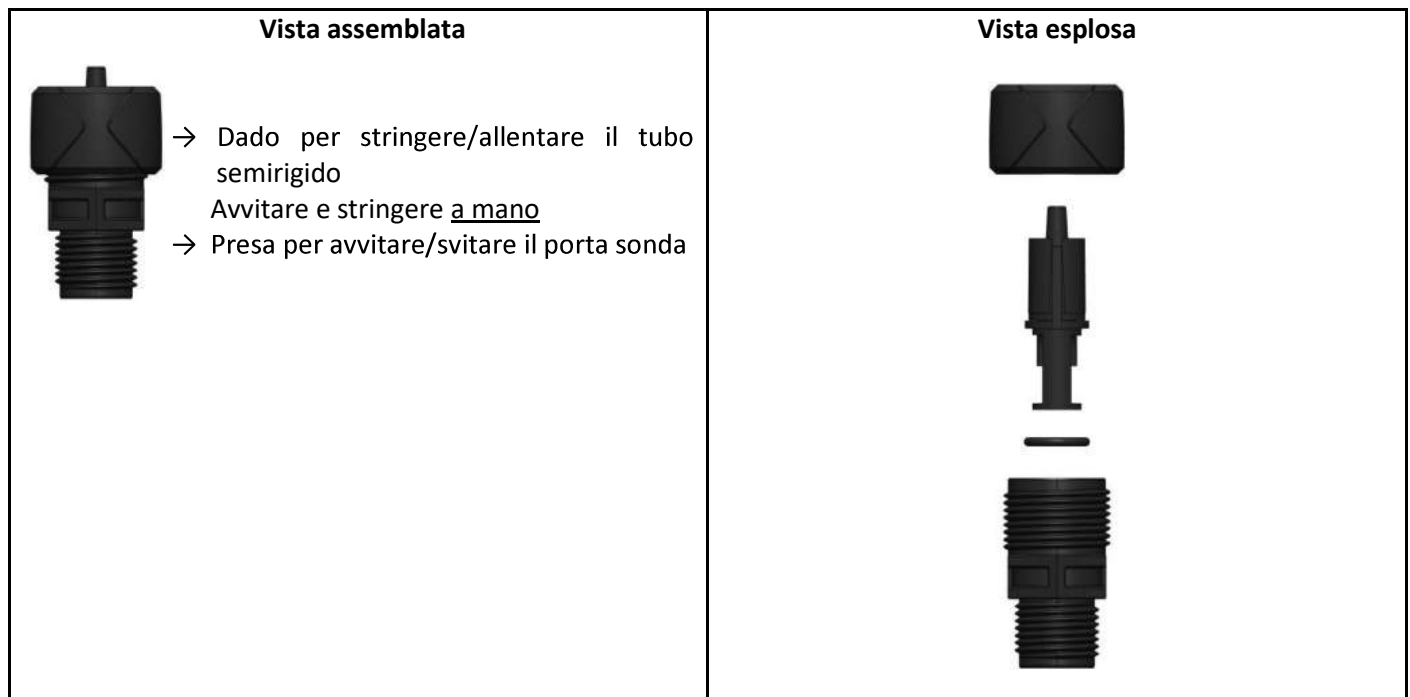 Vista assemblata
Vista esplosa
→ Dado per stringere/allentare il tubo
semirigido
Avvitare e stringere a mano
→ Presa per avvitare/svitare il porta sonda